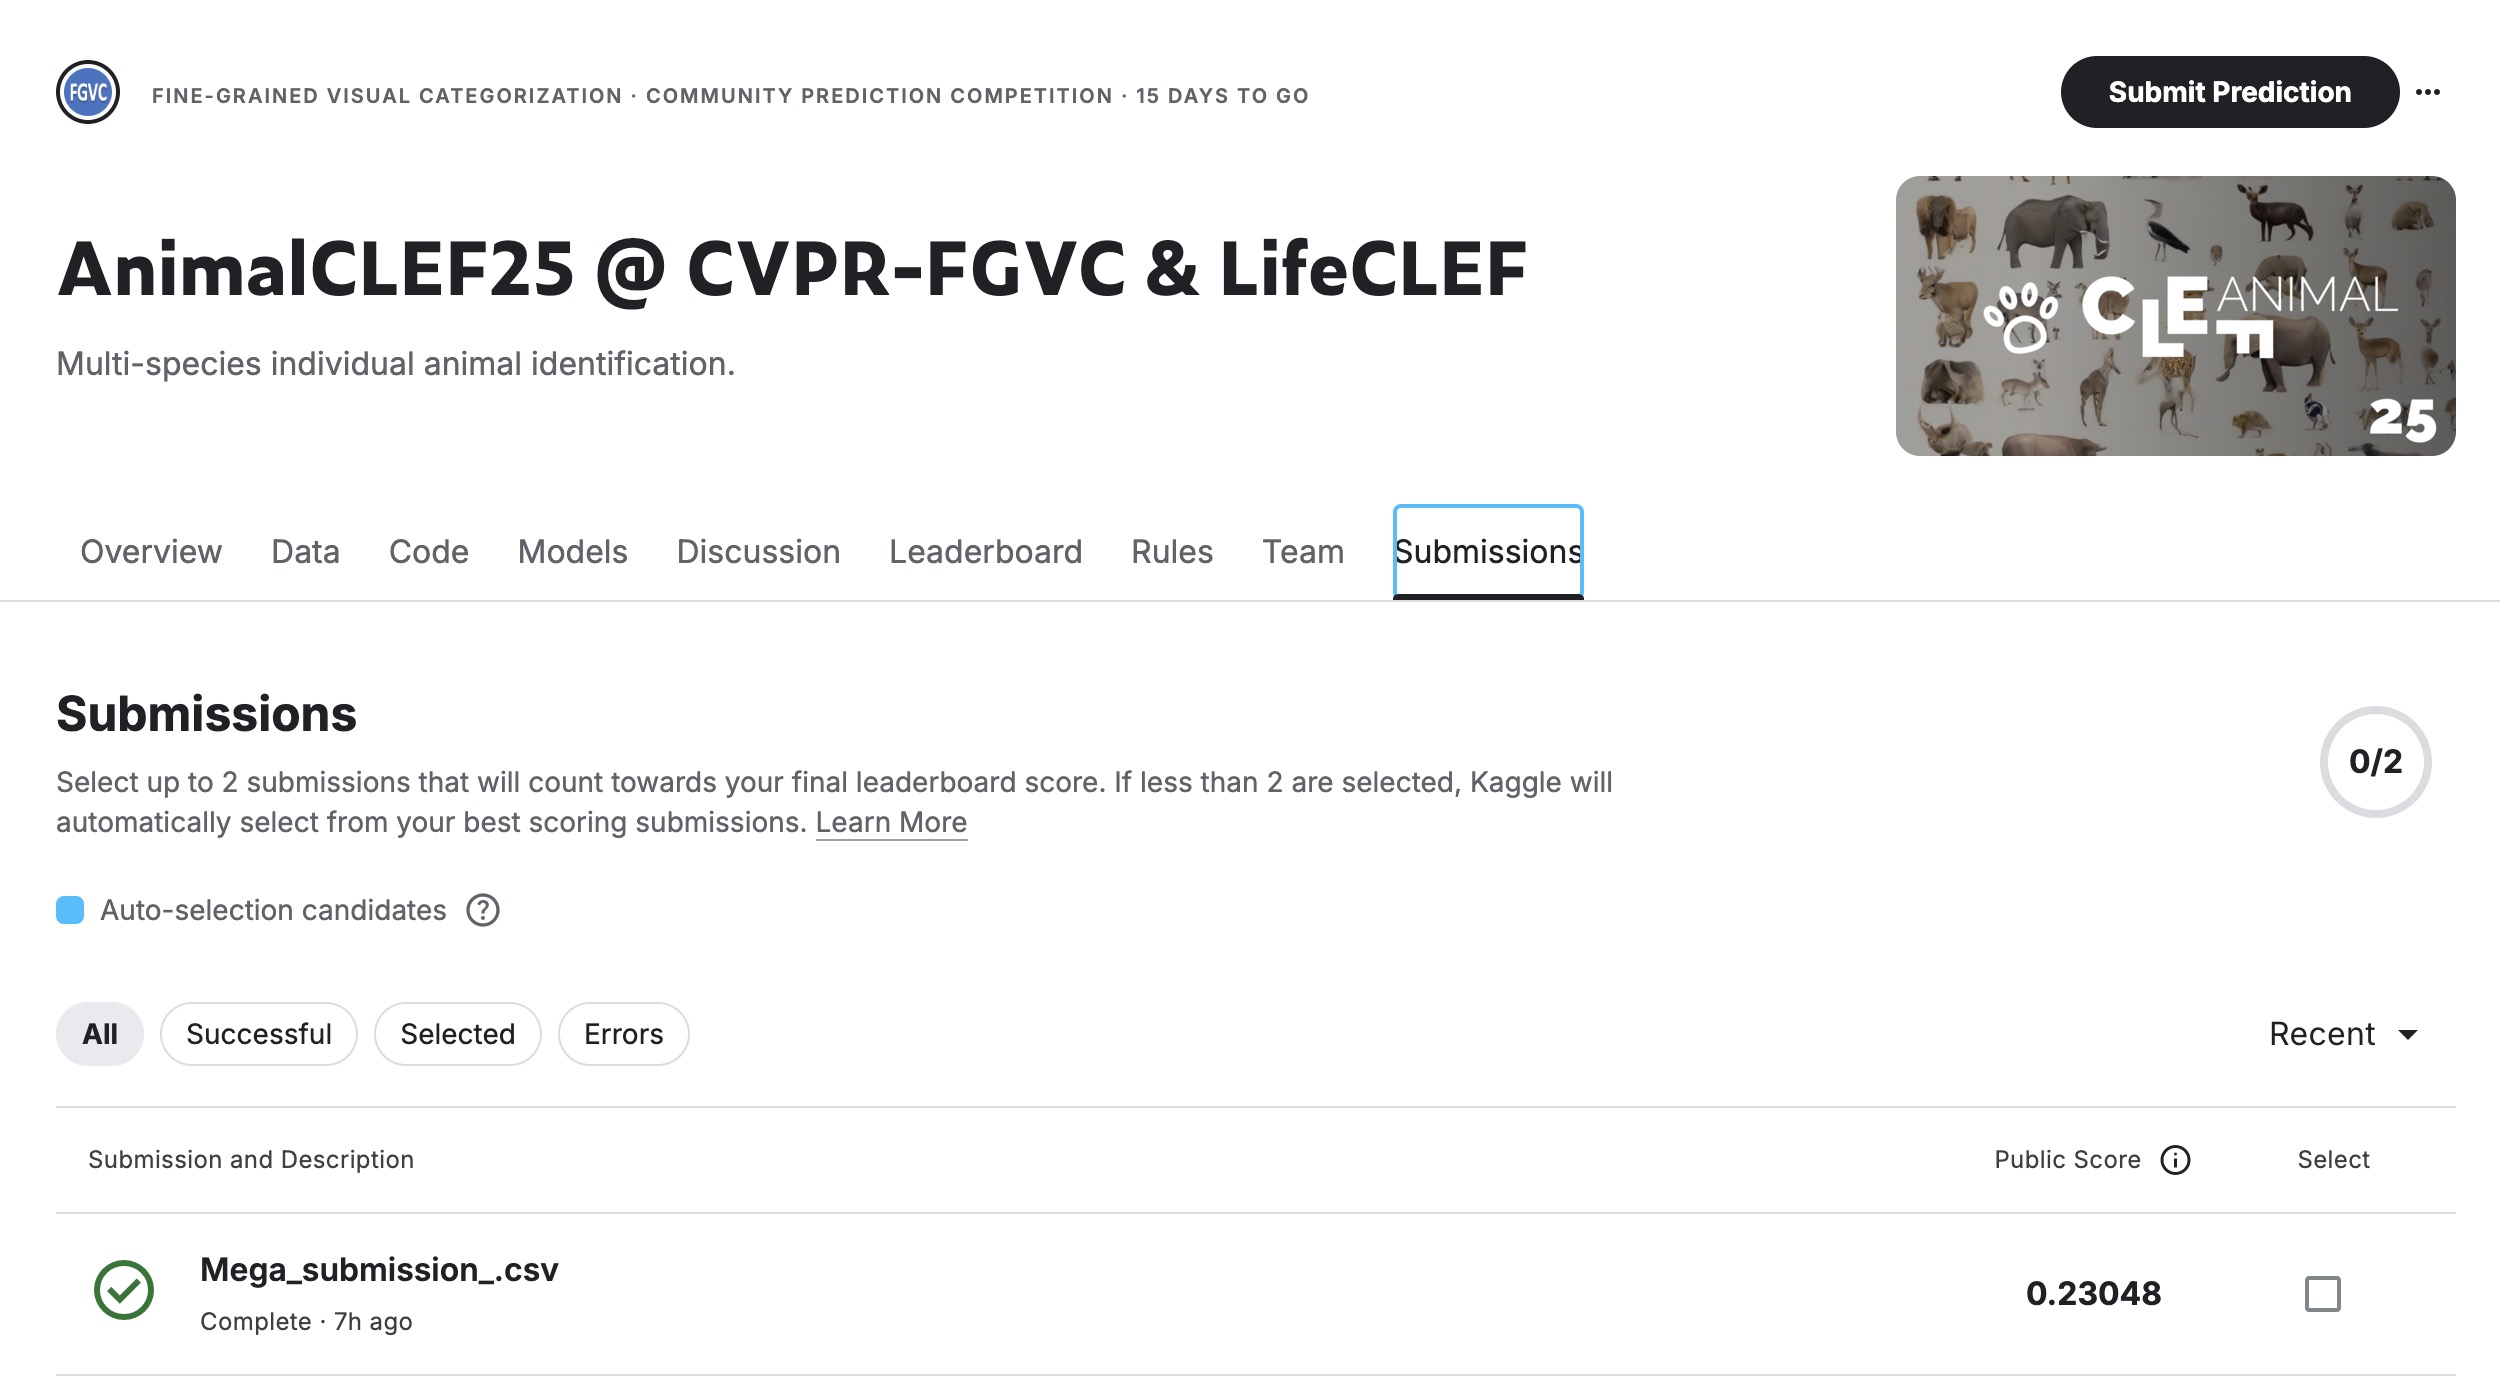 FGVC
FINE-GRAINED VISUAL CATEGORIZATION · COMMUNITY PREDICTION COMPETITION · 15 DAYS TO GO
Submit Prediction
AnimalCLEF25 @ CVPR-FGVC & LifeCLEF
Multi-species individual animal identification.
CLEF ANIMAL
25
Overview Data Code Models Discussion Leaderboard Rules Team Submissions
Submissions
0/2
Select up to 2 submissions that will count towards your final leaderboard score. If less than 2 are selected, Kaggle will
automatically select from your best scoring submissions. Learn More
Auto-selection candidates
All Successful Selected Errors Recent
Submission and Description Public Score Select
Mega_submission_.csv
0.23048
Complete · 7h ago